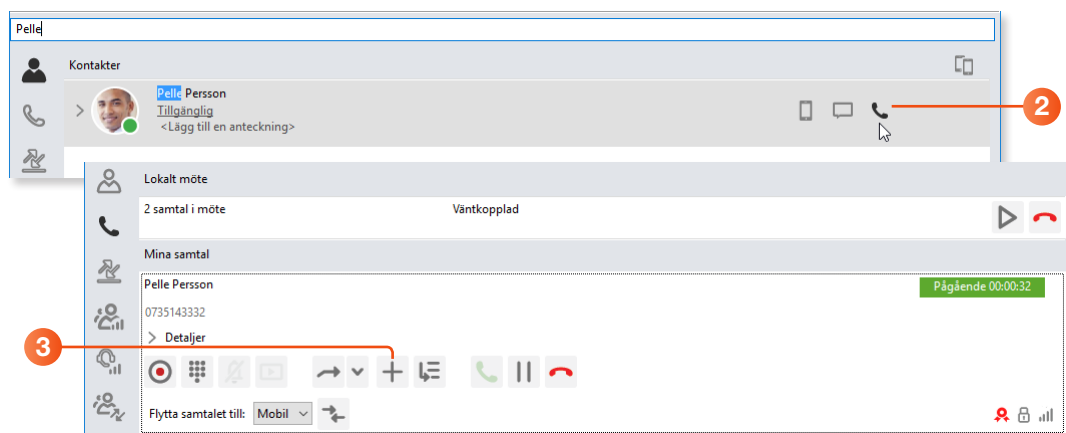 Pelle
Kontakter
Pelle Persson
Tillgänglig
<Lägg till en anteckning>
2
Lokalt möte
2 samtal i möte Väntkopplad
Mina samtal
Pelle Persson Pågående 00:00:32
0735143332
Detaljer
3
Flytta samtalet till: Mobil